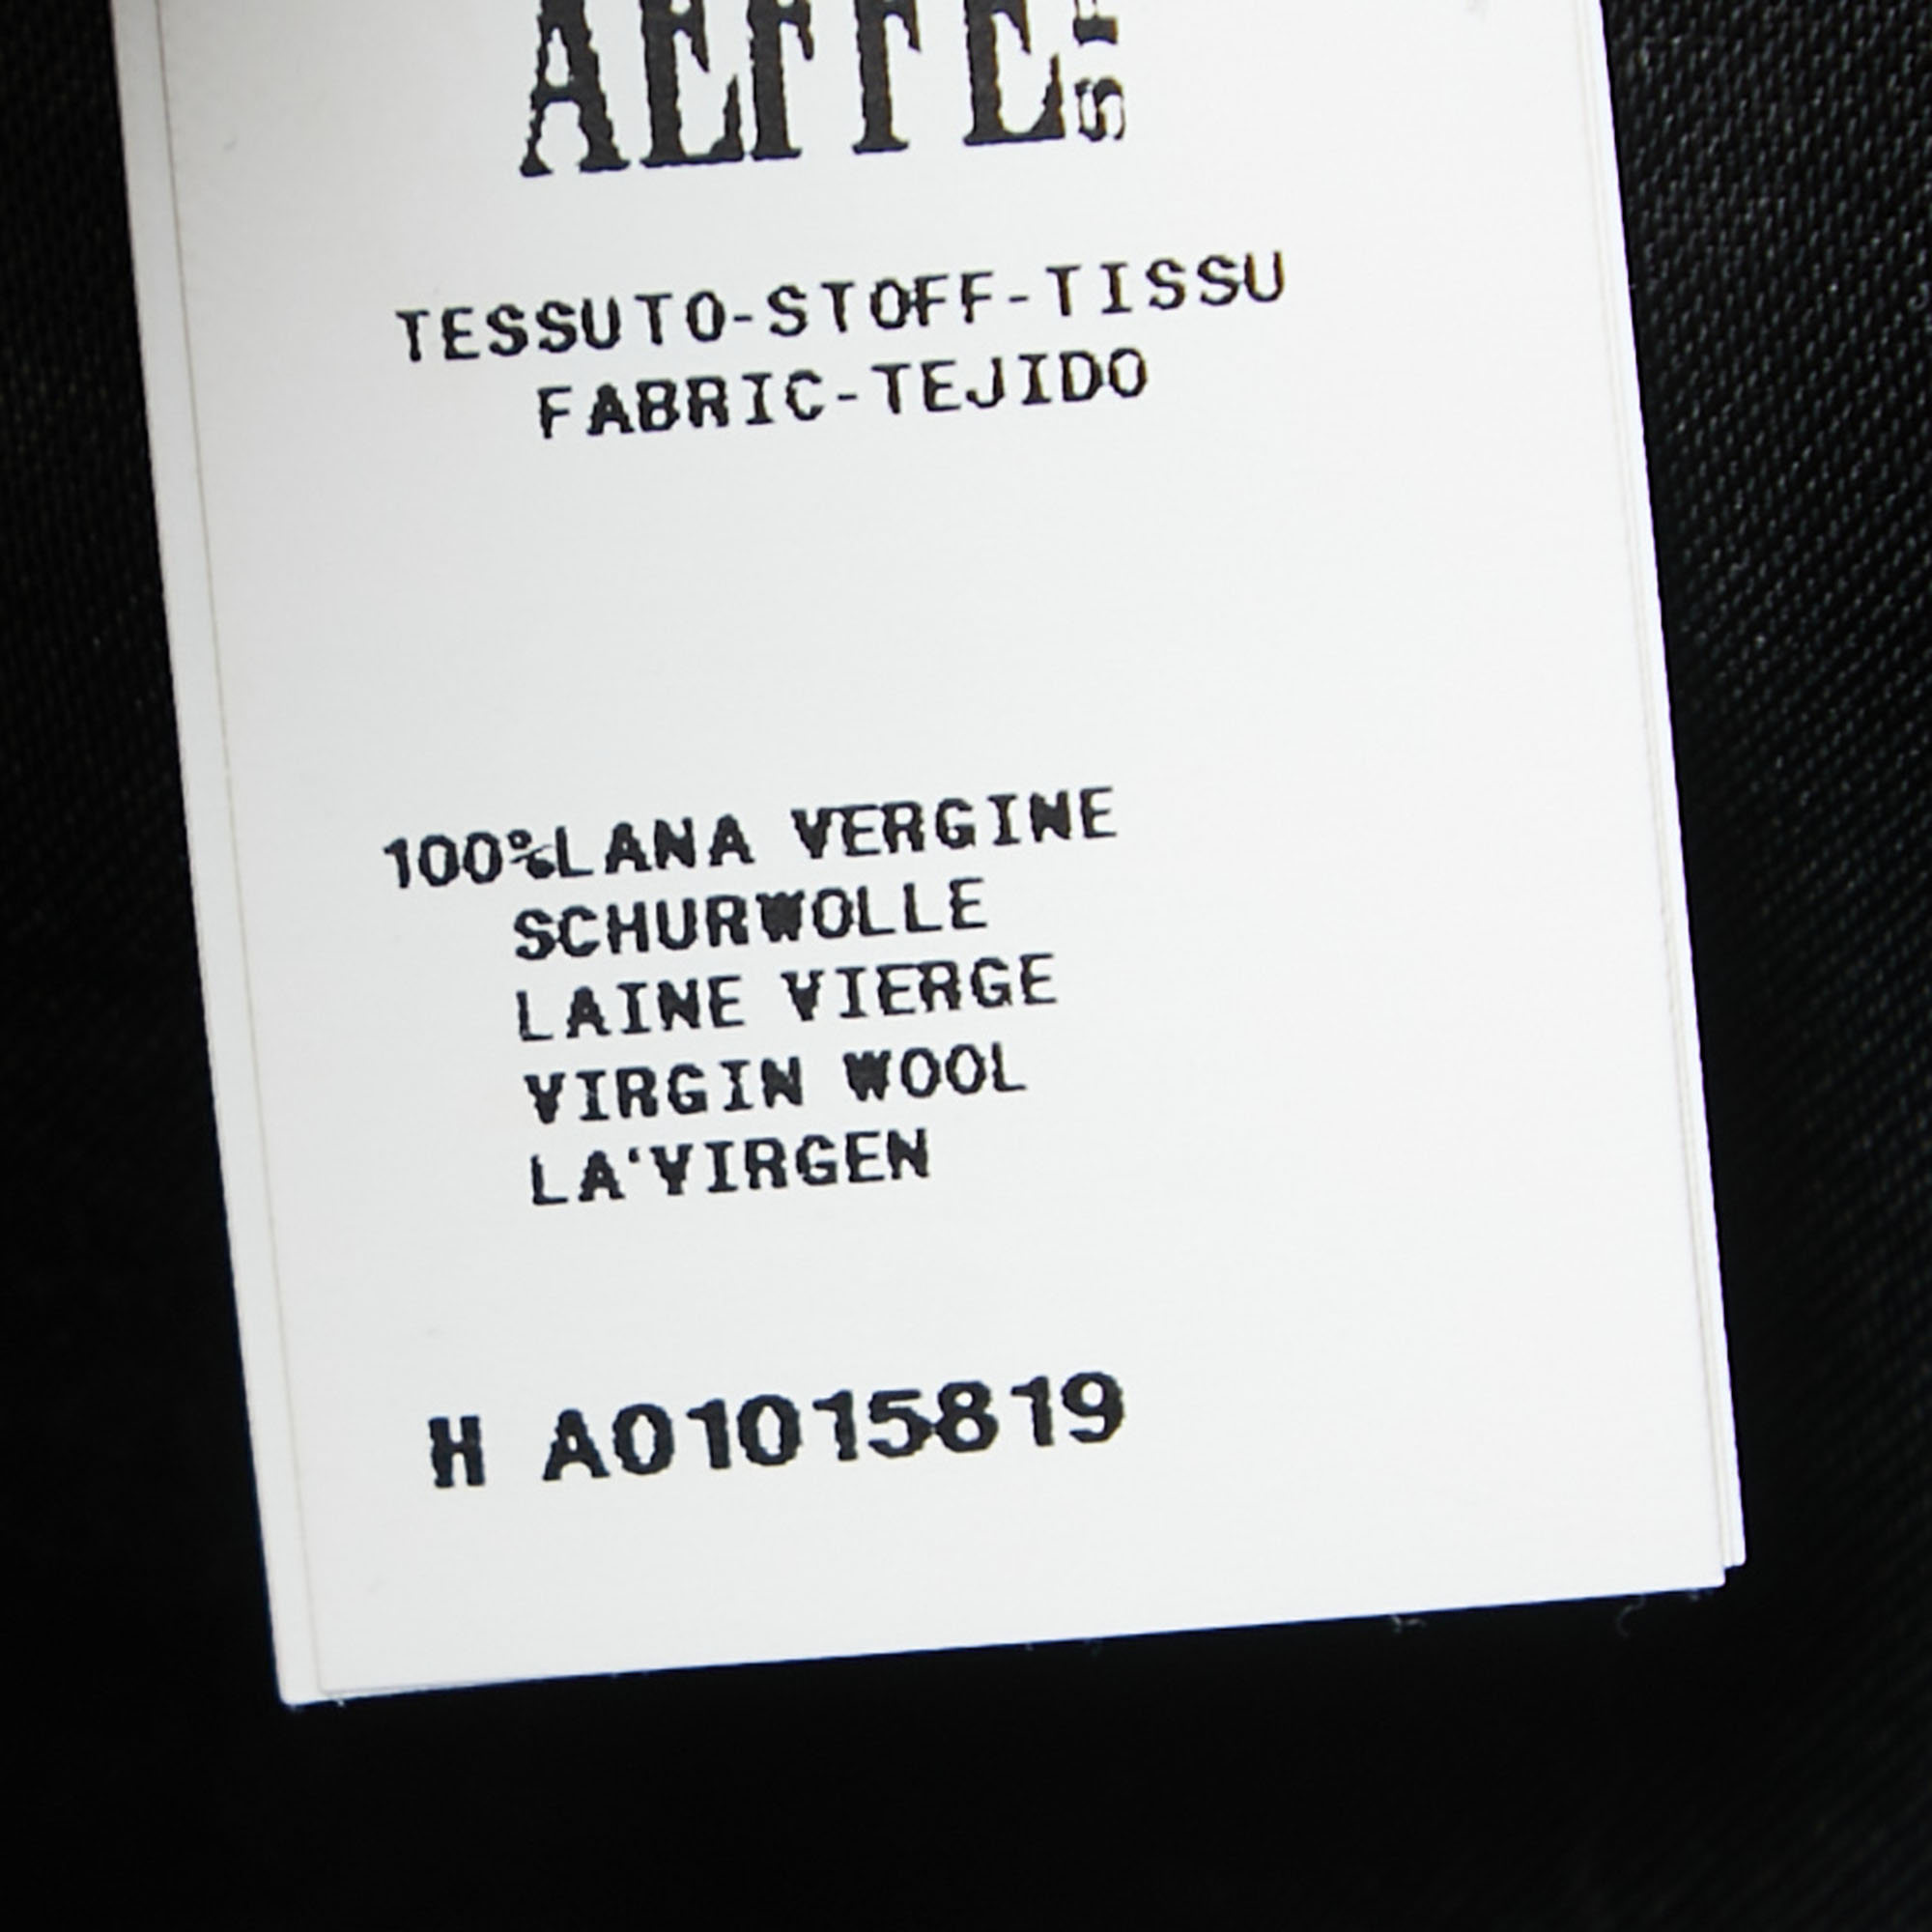 AEFFE
TESSUTO-STOFF-TISSU
FABRIC-TEJIDO
100%LANA VERGINE
SCHURWOLLE
LAINE VIERGE
VIRGIN WOOL
LA'VIRGEN
H A01015819